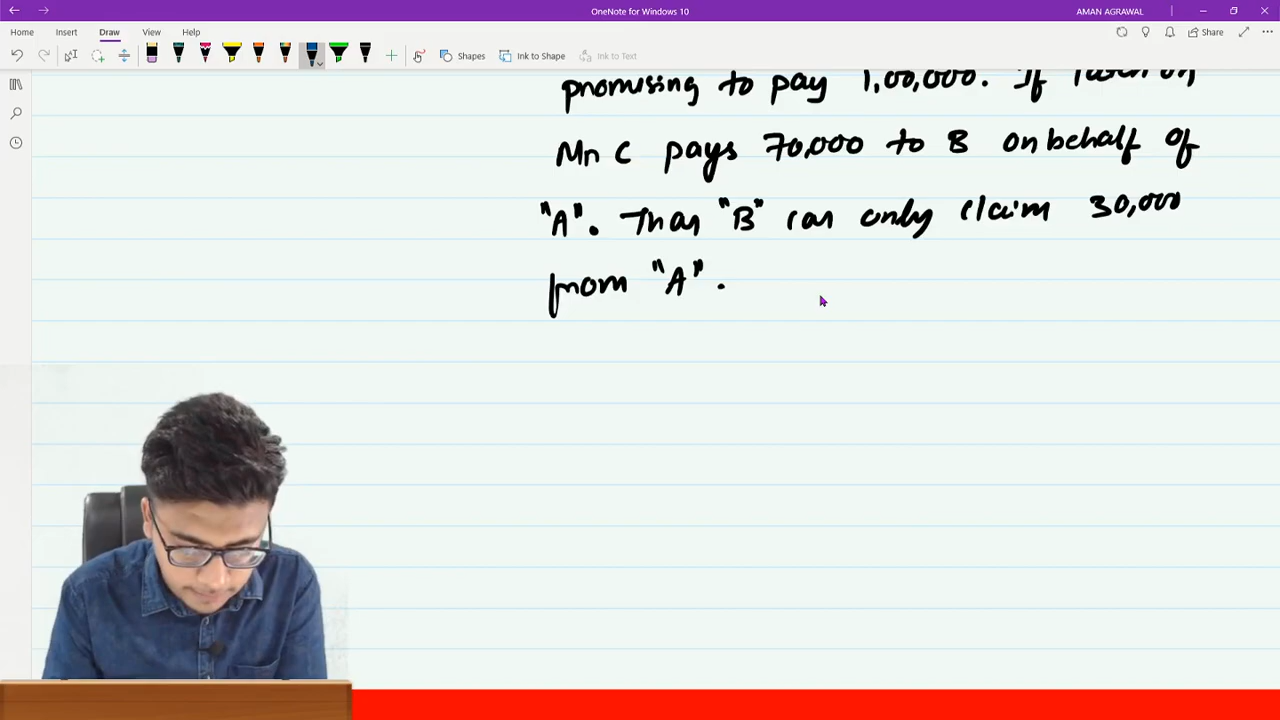 OneNote for Windows 10
AMAN AGRAWAL
Home Insert Draw View Help
Shapes Ink to Shape Ink to Text Share
promising to pay 1,00,000. If
Mr C pays 70,000 to B on behalf of
"A". Then "B" can only claim 30,000
from "A".